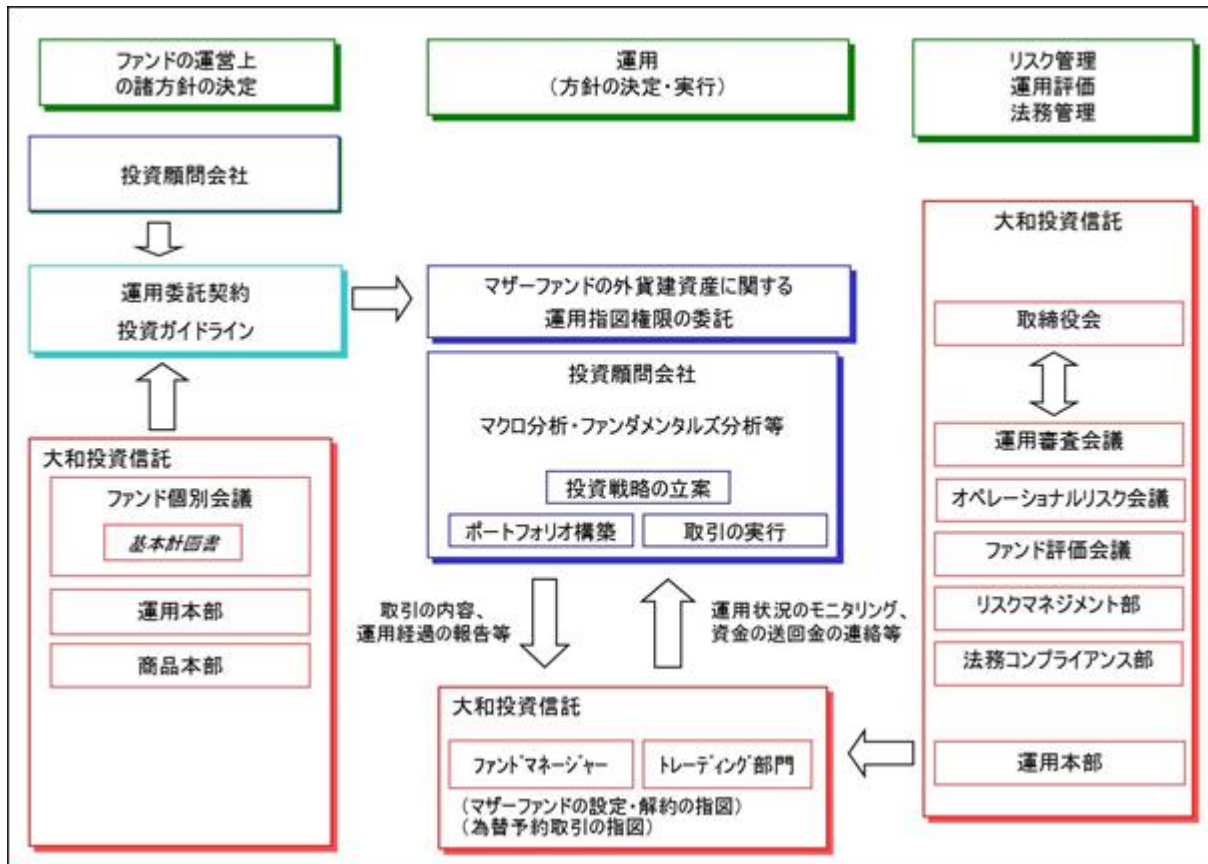 ファンドの運営上
の諸方針の決定
運用
(方針の決定・実行)
リスク管理
運用評価
法務管理
投資顧問会社
運用委託契約
投資ガイドライン
大和投資信託
ファンド個別会議
基本計画書
運用本部
商品本部
マザーファンドの外貨建資産に関する
運用指図権限の委託
投資顧問会社
マクロ分析・ファンダメンタルズ分析等
投資戦略の立案
ポートフォリオ構築
取引の実行
取引の内容、
運用経過の報告等
運用状況のモニタリング、
資金の送回金の連絡等
大和投資信託
ファンドマネージャー
トレーディング部門
(マザーファンドの設定・解約の指図)
(為替予約取引の指図)
大和投資信託
取締役会
運用審査会議
オペレーショナルリスク会議
ファンド評価会議
リスクマネジメント部
法務コンプライアンス部
運用本部